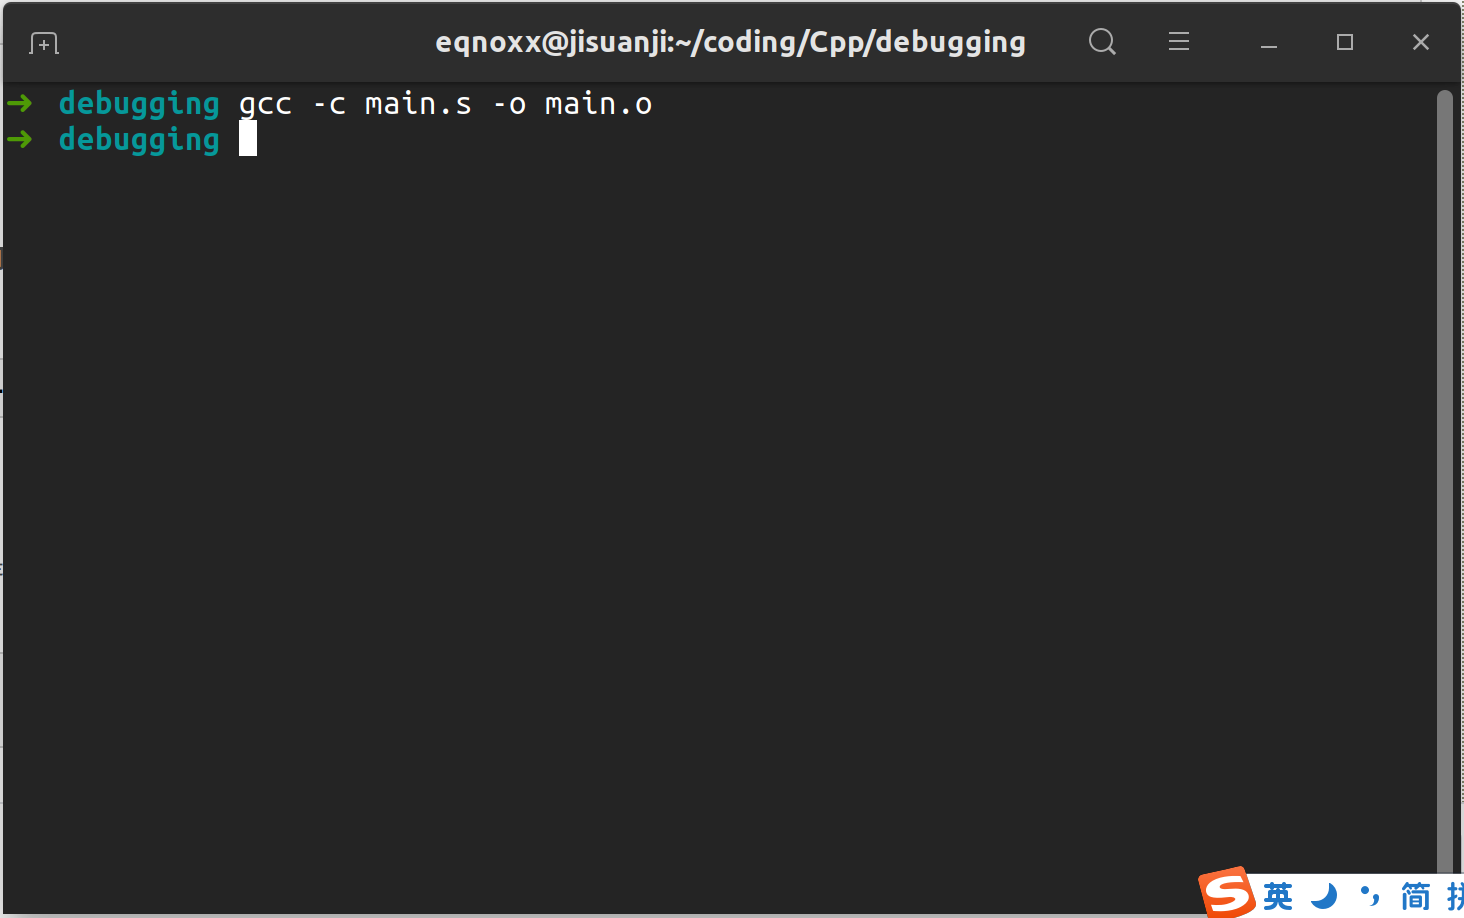 eqnoxx@jisuanji:~/coding/Cpp/debugging
➜ debugging gcc -c main.s -o main.o
➜ debugging
英 简